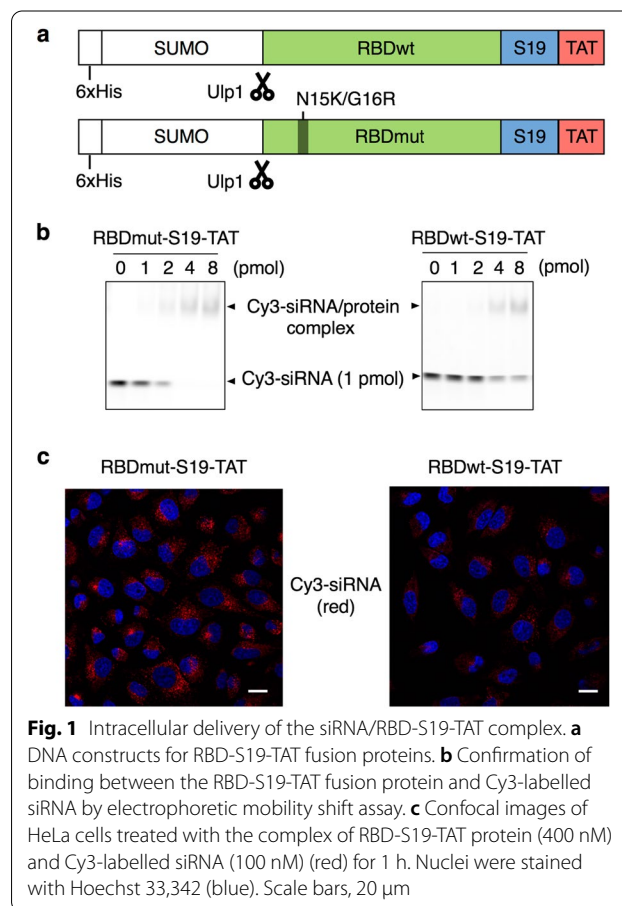 a
SUMO RBDwt S19 TAT
6xHis Ulp1
N15K/G16R
SUMO RBDmut S19 TAT
6xHis Ulp1
b
RBDmut-S19-TAT RBDwt-S19-TAT
0 1 2 4 8 (pmol) 0 1 2 4 8 (pmol)
Cy3-siRNA/protein
complex
Cy3-siRNA (1 pmol)
c
RBDmut-S19-TAT RBDwt-S19-TAT
Cy3-siRNA
(red)
Fig. 1 Intracellular delivery of the siRNA/RBD-S19-TAT complex. a
DNA constructs for RBD-S19-TAT fusion proteins. b Confirmation of
binding between the RBD-S19-TAT fusion protein and Cy3-labelled
siRNA by electrophoretic mobility shift assay. c Confocal images of
HeLa cells treated with the complex of RBD-S19-TAT protein (400 nM)
and Cy3-labelled siRNA (100 nM) (red) for 1 h. Nuclei were stained
with Hoechst 33,342 (blue). Scale bars, 20 µm